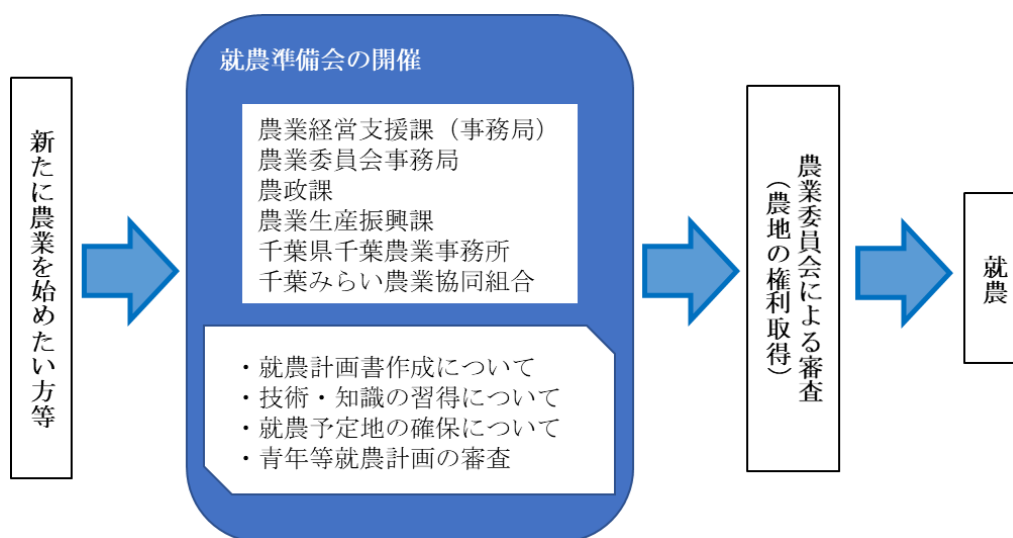 新たに農業を始めたい方等
就農準備会の開催
農業経営支援課（事務局）
農業委員会事務局
農政課
農業生産振興課
千葉県千葉農業事務所
千葉みらい農業協同組合
・就農計画書作成について
・技術・知識の習得について
・就農予定地の確保について
・青年等就農計画の審査
農業委員会による審査
（農地の権利取得）
就農